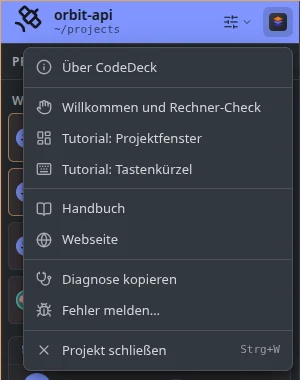 orbit-api
~/projects
Über CodeDeck
Willkommen und Rechner-Check
Tutorial: Projektfenster
Tutorial: Tastenkürzel
Handbuch
Webseite
Diagnose kopieren
Fehler melden...
Projekt schließen Strg+W